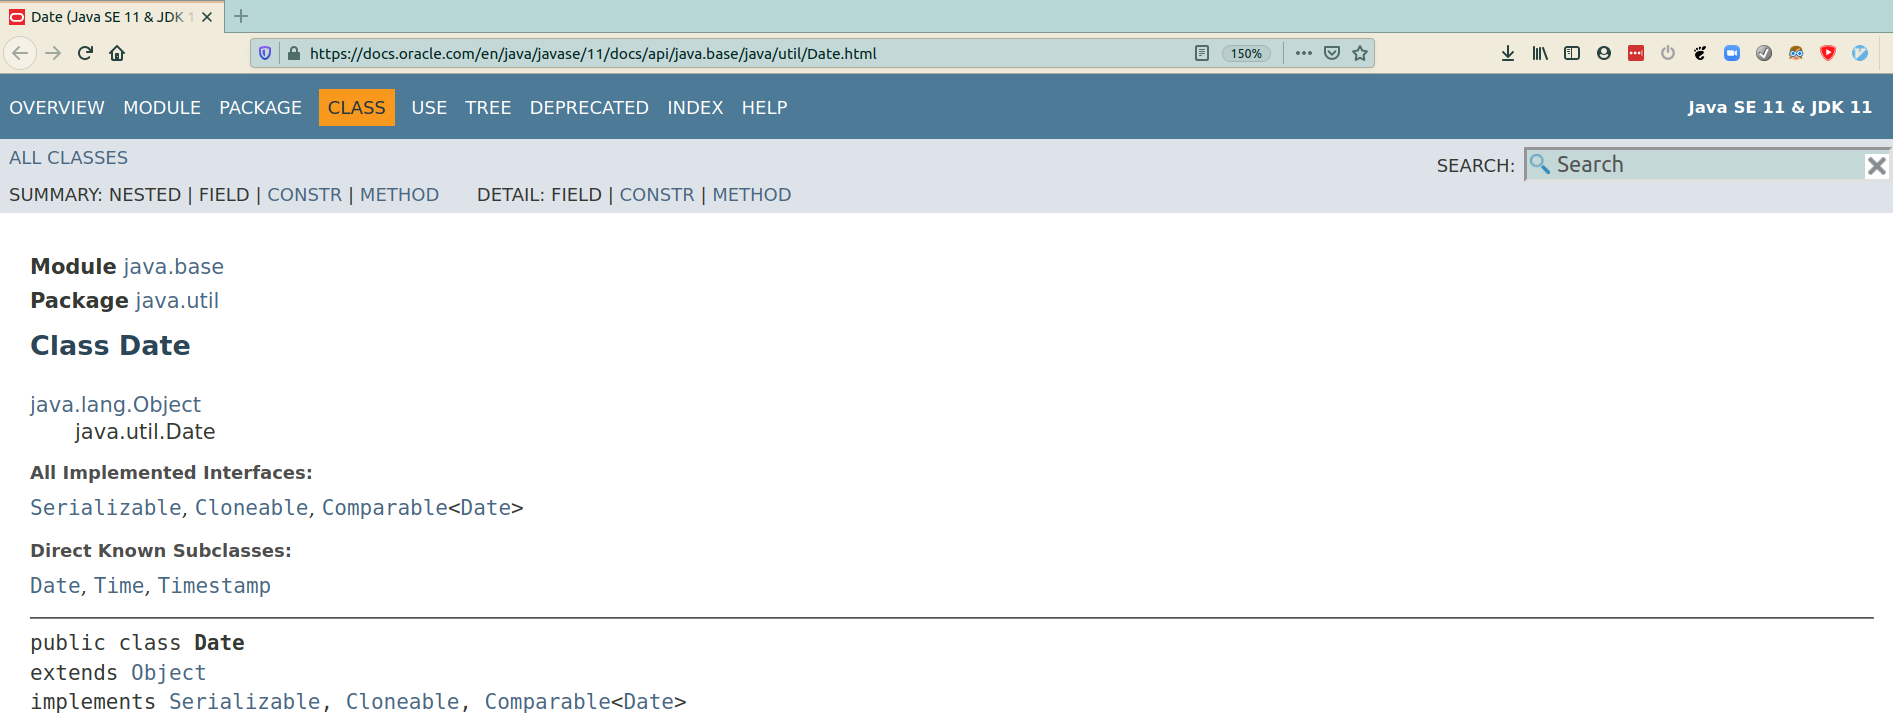 Date (Java SE 11 & JDK 1
https://docs.oracle.com/en/java/javase/11/docs/api/java.base/java/util/Date.html 150%
OVERVIEW MODULE PACKAGE CLASS USE TREE DEPRECATED INDEX HELP Java SE 11 & JDK 11
ALL CLASSES
SEARCH: Search
SUMMARY: NESTED | FIELD | CONSTR | METHOD DETAIL: FIELD | CONSTR | METHOD
Module java.base
Package java.util
Class Date
java.lang.Object
java.util.Date
All Implemented Interfaces:
Serializable, Cloneable, Comparable<Date>
Direct Known Subclasses:
Date, Time, Timestamp
public class Date
extends Object
implements Serializable, Cloneable, Comparable<Date>